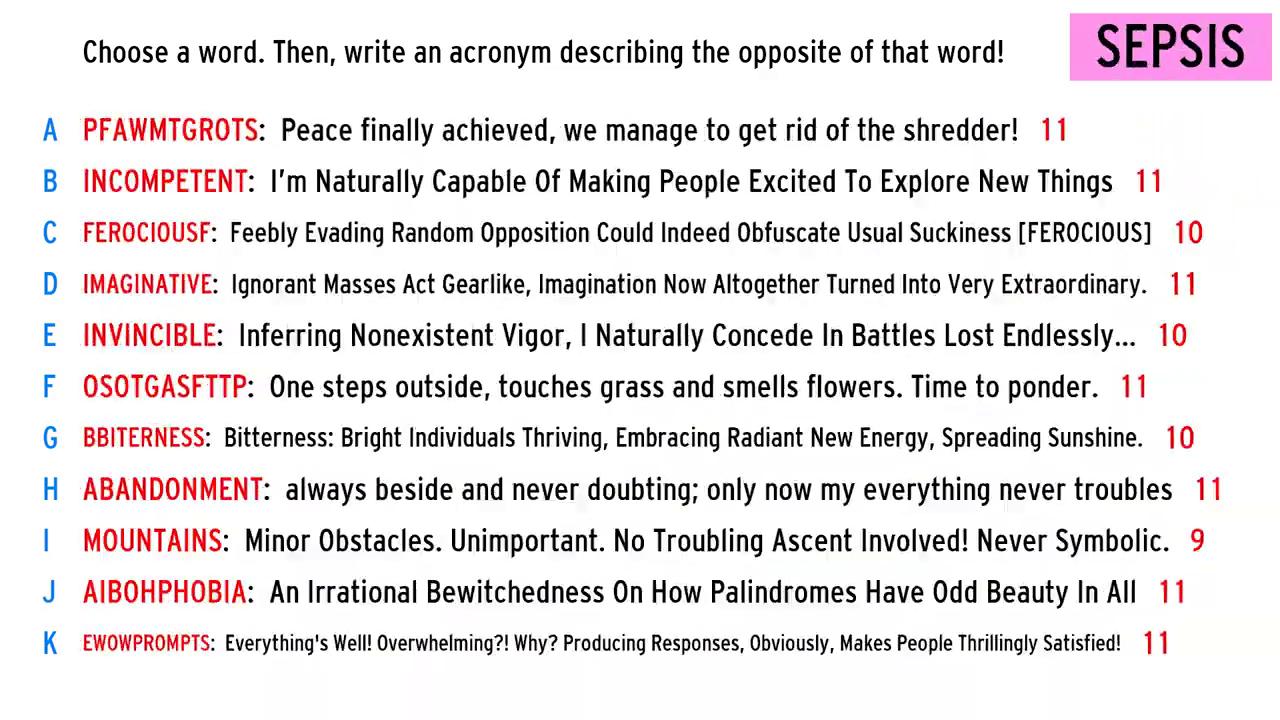 Choose a word. Then, write an acronym describing the opposite of that word!
SEPSIS
A PFAWMTGROTS: Peace finally achieved, we manage to get rid of the shredder! 11
B INCOMPETENT: I'm Naturally Capable Of Making People Excited To Explore New Things 11
C FEROCIOUSF: Feebly Evading Random Opposition Could Indeed Obfuscate Usual Suckiness [FEROCIOUS] 10
D IMAGINATIVE: Ignorant Masses Act Gearlike, Imagination Now Altogether Turned Into Very Extraordinary. 11
E INVINCIBLE: Inferring Nonexistent Vigor, I Naturally Concede In Battles Lost Endlessly... 10
F OSOTGASFTTP: One steps outside, touches grass and smells flowers. Time to ponder. 11
G BBITERNESS: Bitterness: Bright Individuals Thriving, Embracing Radiant New Energy, Spreading Sunshine. 10
H ABANDONMENT: always beside and never doubting; only now my everything never troubles 11
I MOUNTAINS: Minor Obstacles. Unimportant. No Troubling Ascent Involved! Never Symbolic. 9
J AIBOHPHOBIA: An Irrational Bewitchedness On How Palindromes Have Odd Beauty In All 11
K EWOWPROMPTS: Everything's Well! Overwhelming?! Why? Producing Responses, Obviously, Makes People Thrillingly Satisfied! 11